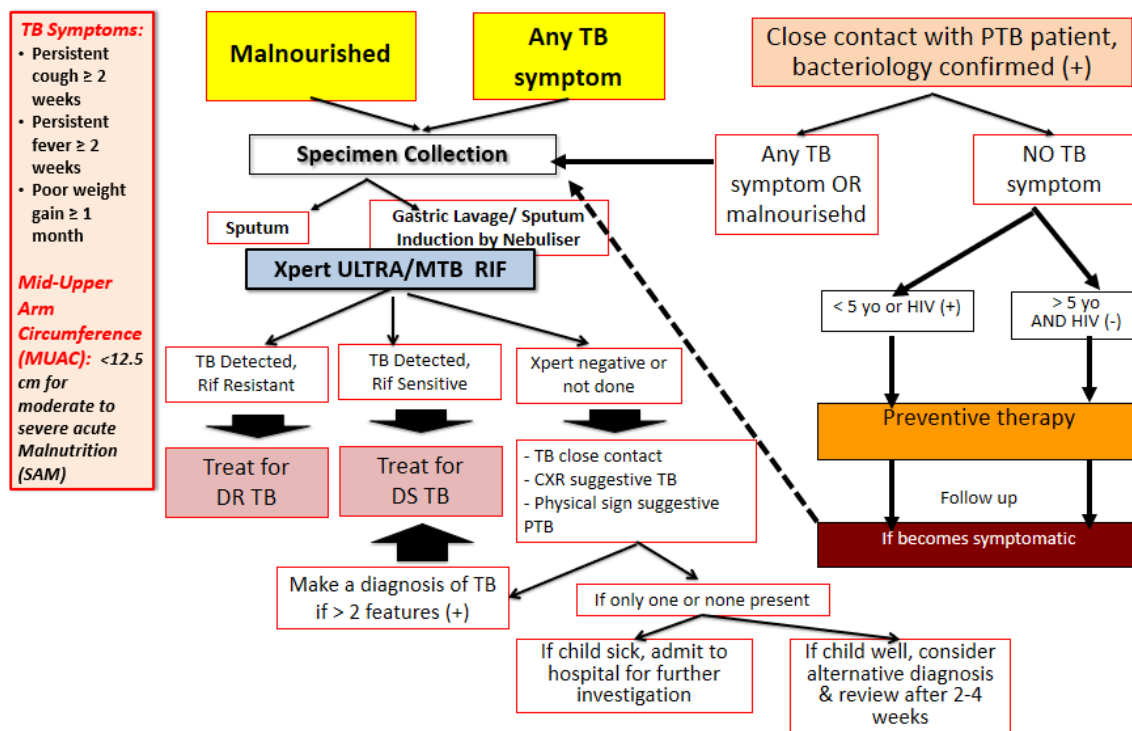 TB Symptoms:
• Persistent
cough ≥ 2
weeks
• Persistent
fever ≥ 2
weeks
• Poor weight
gain ≥ 1
month
Mid-Upper
Arm
Circumference
(MUAC): <12.5
cm for
moderate to
severe acute
Malnutrition
(SAM)
Malnourished
Any TB
symptom
Close contact with PTB patient,
bacteriology confirmed (+)
Specimen Collection
Any TB
symptom OR
malnourisehd
NO TB
symptom
Sputum
Gastric Lavage/ Sputum
Induction by Nebuliser
Xpert ULTRA/MTB RIF
< 5 yo or HIV (+)
> 5 yo
AND HIV (-)
TB Detected,
Rif Resistant
TB Detected,
Rif Sensitive
Xpert negative or
not done
Preventive therapy
Treat for
DR TB
Treat for
DS TB
- TB close contact
- CXR suggestive TB
- Physical sign suggestive
PTB
Follow up
If becomes symptomatic
Make a diagnosis of TB
if > 2 features (+)
If only one or none present
If child sick, admit to
hospital for further
investigation
If child well, consider
alternative diagnosis
& review after 2-4
weeks